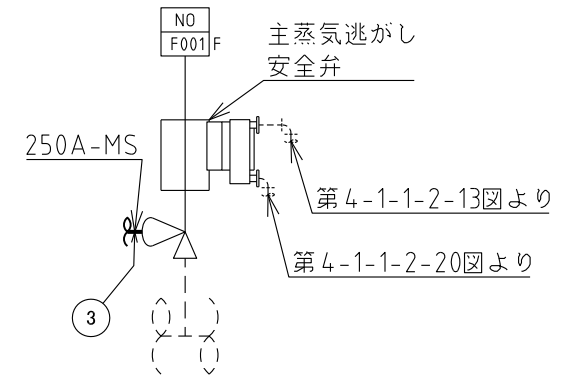 NO
F001 F
主蒸気逃がし
安全弁
250A-MS
第4-1-1-2-13図より
第4-1-1-2-20図より
3